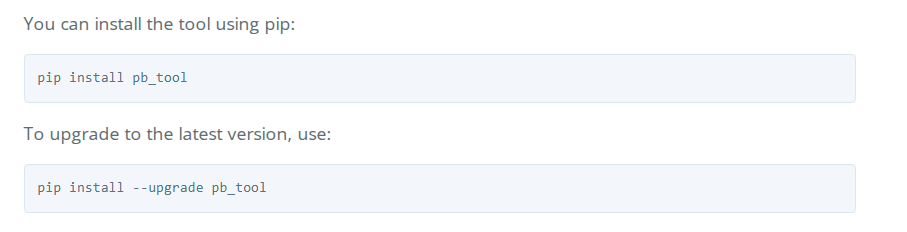 You can install the tool using pip:
pip install pb_tool
To upgrade to the latest version, use:
pip install --upgrade pb_tool